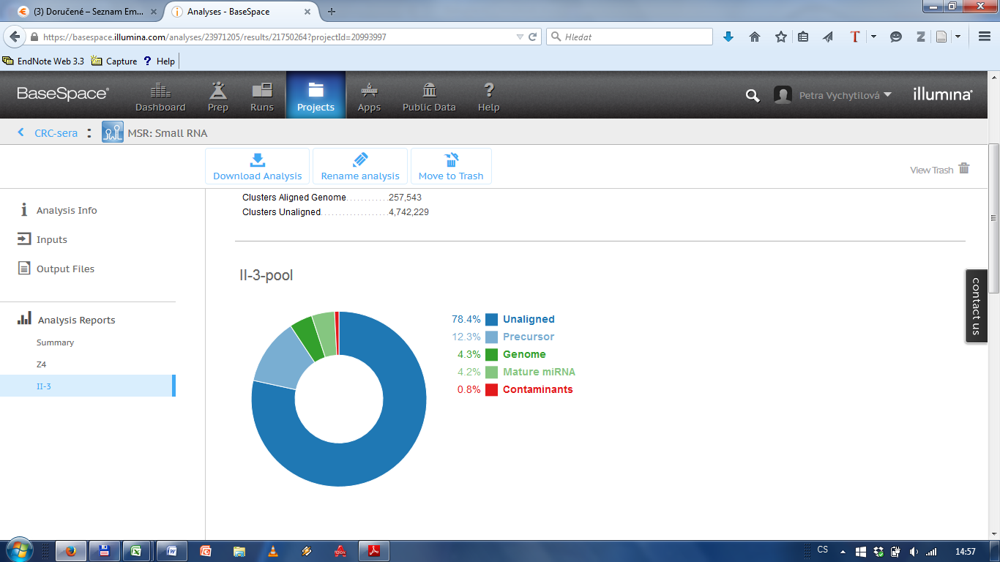 (3) Doručené – Seznam Em...
Analyses - BaseSpace
https://basespace.illumina.com/analyses/23971205/results/21750264?projectId=20993997
Hledat
EndNote Web 3.3
Capture
Help
BaseSpace
Dashboard
Prep
Runs
Projects
Apps
Public Data
Help
Petra Vychytilová
illumina
CRC-sera : MSR: Small RNA
Download Analysis
Rename analysis
Move to Trash
View Trash
Analysis Info
Inputs
Output Files
Analysis Reports
Summary
Z4
II-3
Clusters Aligned Genome............257,543
Clusters Unaligned...................4,742,229
II-3-pool
78.4% Unaligned
12.3% Precursor
4.3% Genome
4.2% Mature miRNA
0.8% Contaminants
contact us
CS
14:57